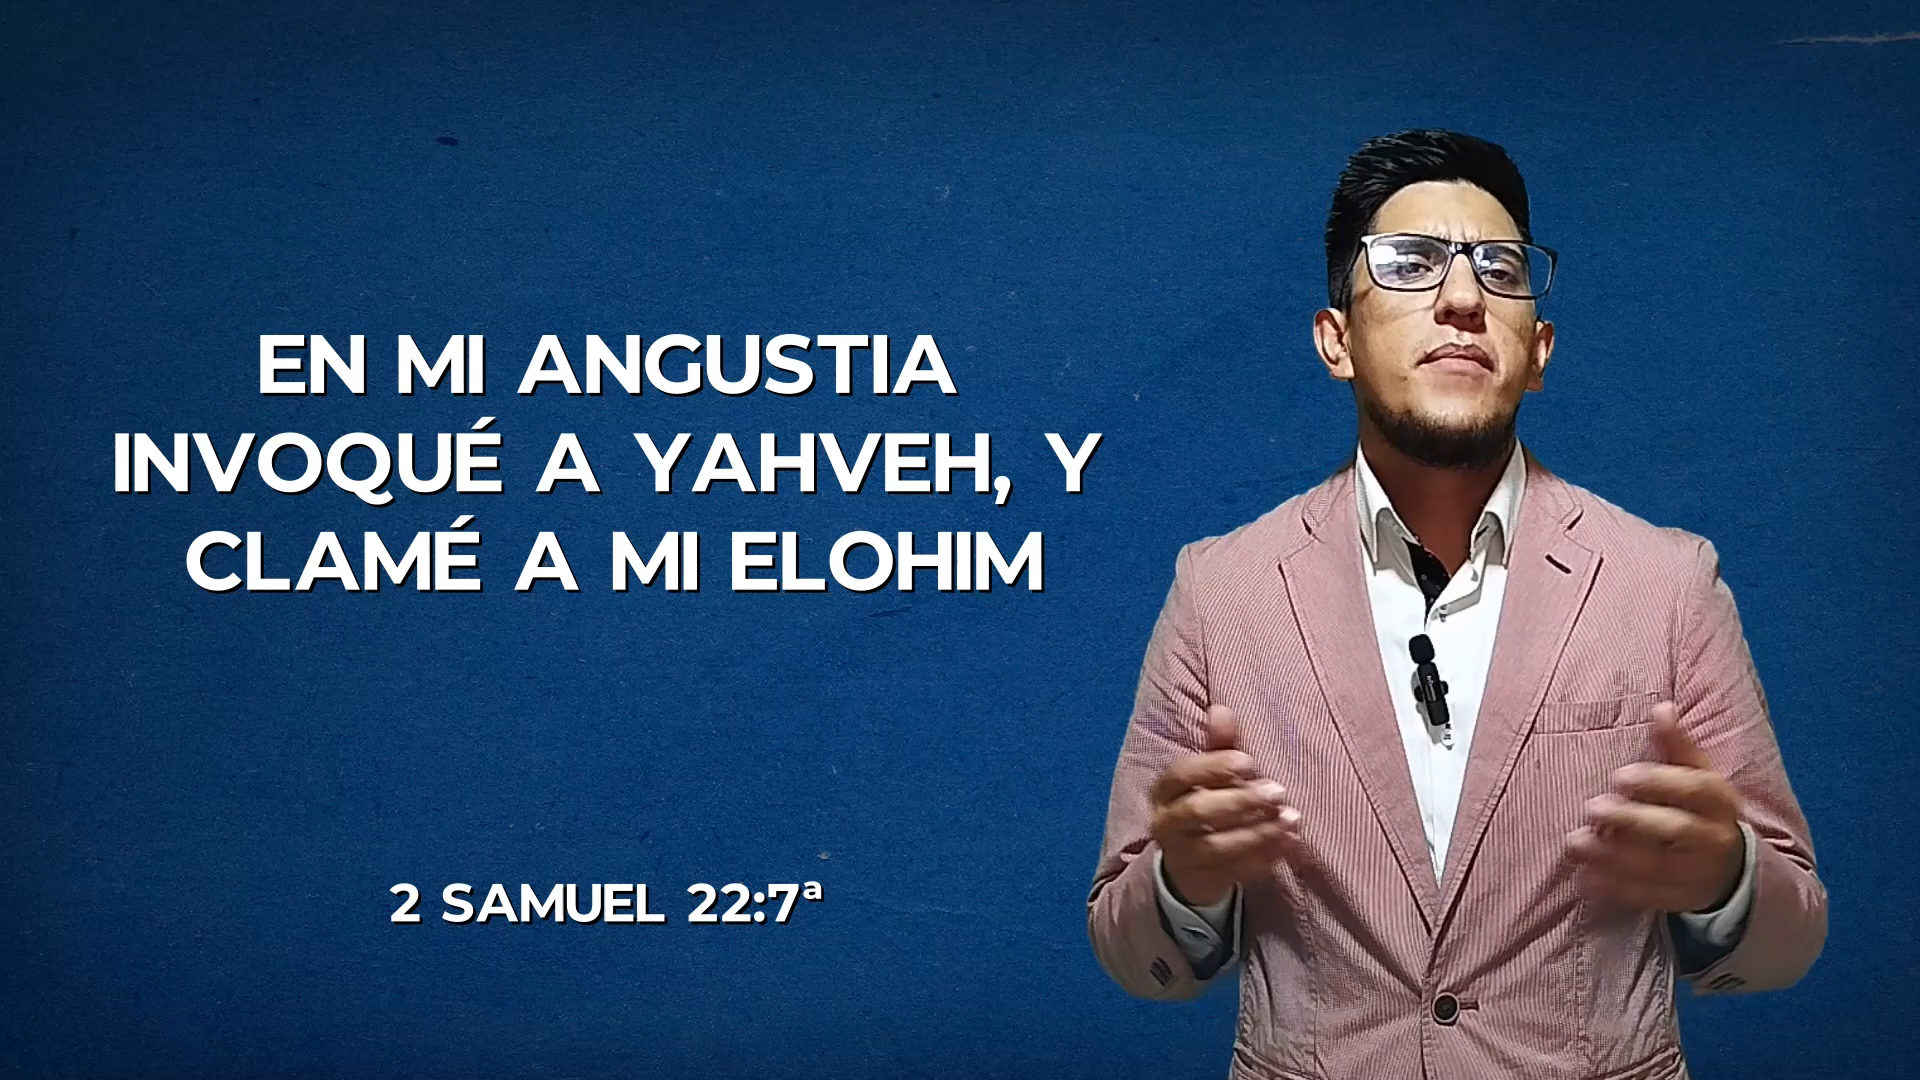 EN MI ANGUSTIA
INVOQUÉ A YAHVEH, Y
CLAMÉ A MI ELOHIM
2 SAMUEL 22:7ª